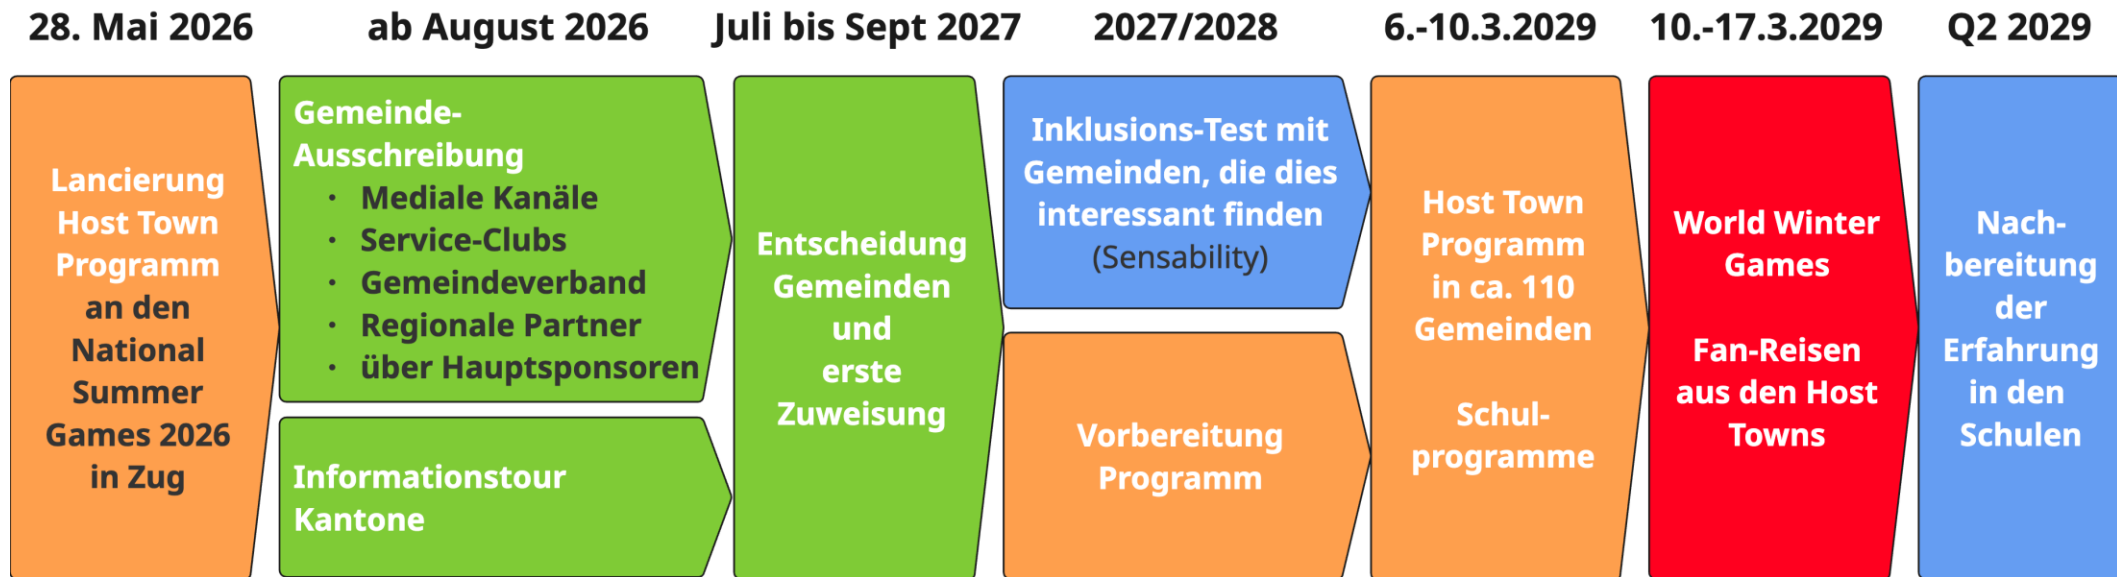 28. Mai 2026
ab August 2026
Juli bis Sept 2027
2027/2028
6.-10.3.2029
10.-17.3.2029
Q2 2029
Lancierung
Host Town
Programm
an den
National
Summer
Games 2026
in Zug
Gemeinde-
Ausschreibung
· Mediale Kanäle
· Service-Clubs
· Gemeindeverband
· Regionale Partner
· über Hauptsponsoren
Informationstour
Kantone
Entscheidung
Gemeinden
und
erste
Zuweisung
Inklusions-Test mit
Gemeinden, die dies
interessant finden
(Sensability)
Vorbereitung
Programm
Host Town
Programm
in ca. 110
Gemeinden
Schul-
programme
World Winter
Games
Fan-Reisen
aus den Host
Towns
Nach-
bereitung
der
Erfahrung
in den
Schulen